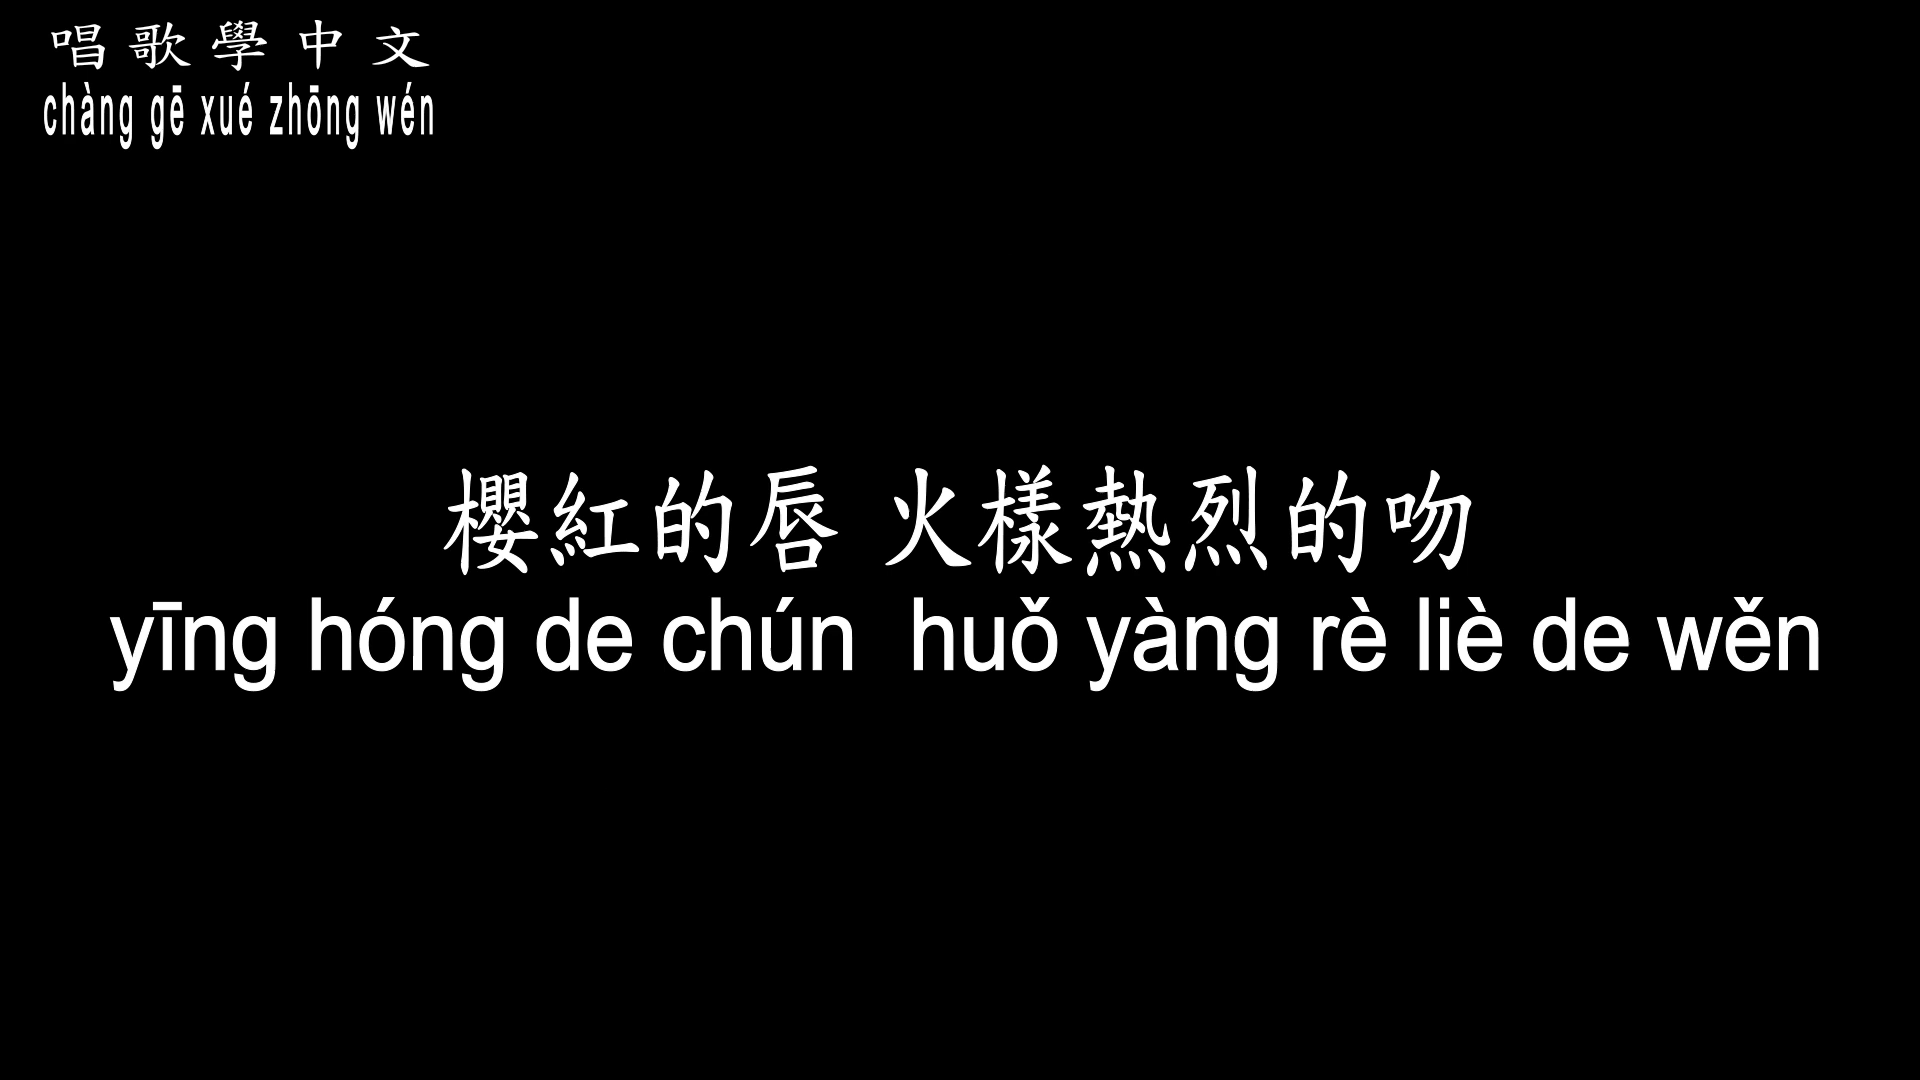 唱歌學中文
chàng gē xué zhōng wén
櫻紅的唇 火樣熱烈的吻
yīng hóng de chún  huǒ yàng rè liè de wěn